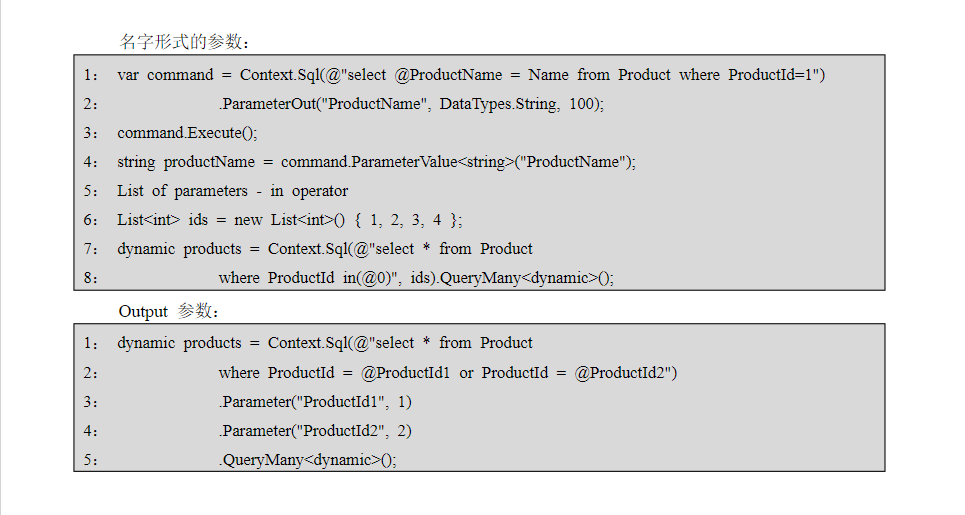 名字形式的参数：
1： var command = Context.Sql(@"select @ProductName = Name from Product where ProductId=1")
2： .ParameterOut("ProductName", DataTypes.String, 100);
3： command.Execute();
4： string productName = command.ParameterValue<string>("ProductName");
5： List of parameters - in operator
6： List<int> ids = new List<int>() { 1, 2, 3, 4 };
7： dynamic products = Context.Sql(@"select * from Product
8： where ProductId in(@0)", ids).QueryMany<dynamic>();
Output 参数：
1： dynamic products = Context.Sql(@"select * from Product
2： where ProductId = @ProductId1 or ProductId = @ProductId2")
3： .Parameter("ProductId1", 1)
4： .Parameter("ProductId2", 2)
5： .QueryMany<dynamic>();